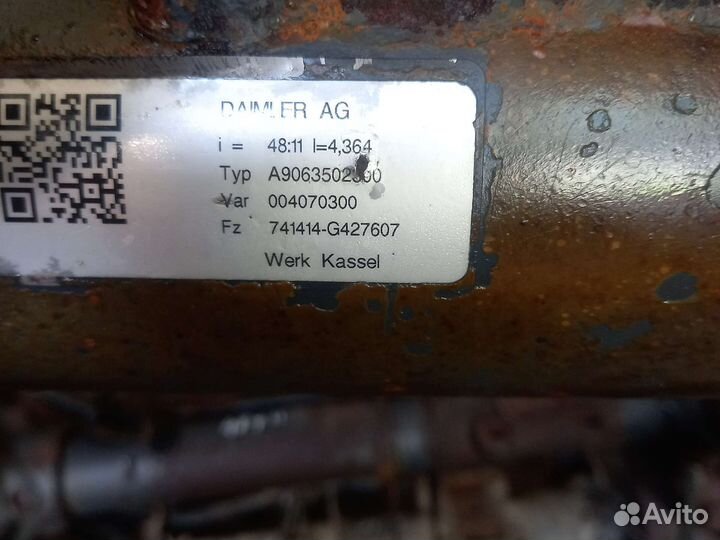 DAIMLER AG
i = 48:11 I=4,364
Typ
Var 004070300
Fz 741414-G427607
Werk Kassel
Avito